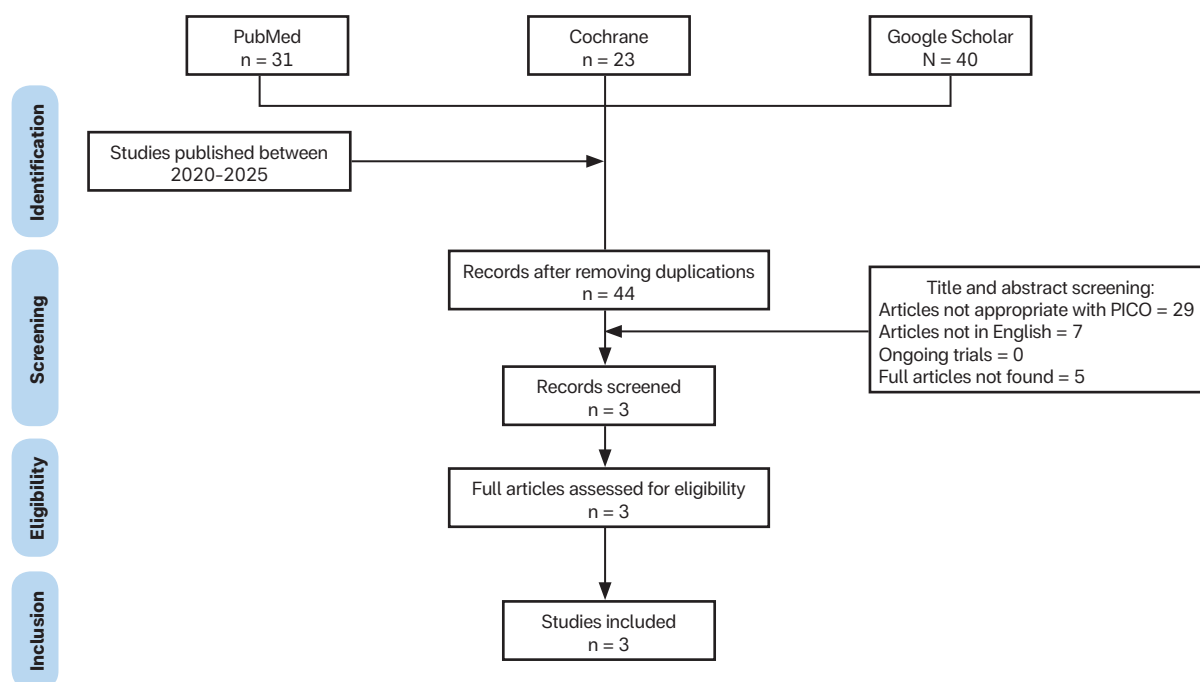 PubMed
n = 31
Cochrane
n = 23
Google Scholar
N = 40
Identification
Studies published between
2020-2025
Screening
Records after removing duplications
n = 44
Title and abstract screening:
Articles not appropriate with PICO = 29
Articles not in English = 7
Ongoing trials = 0
Full articles not found = 5
Records screened
n = 3
Eligibility
Full articles assessed for eligibility
n = 3
Inclusion
Studies included
n = 3